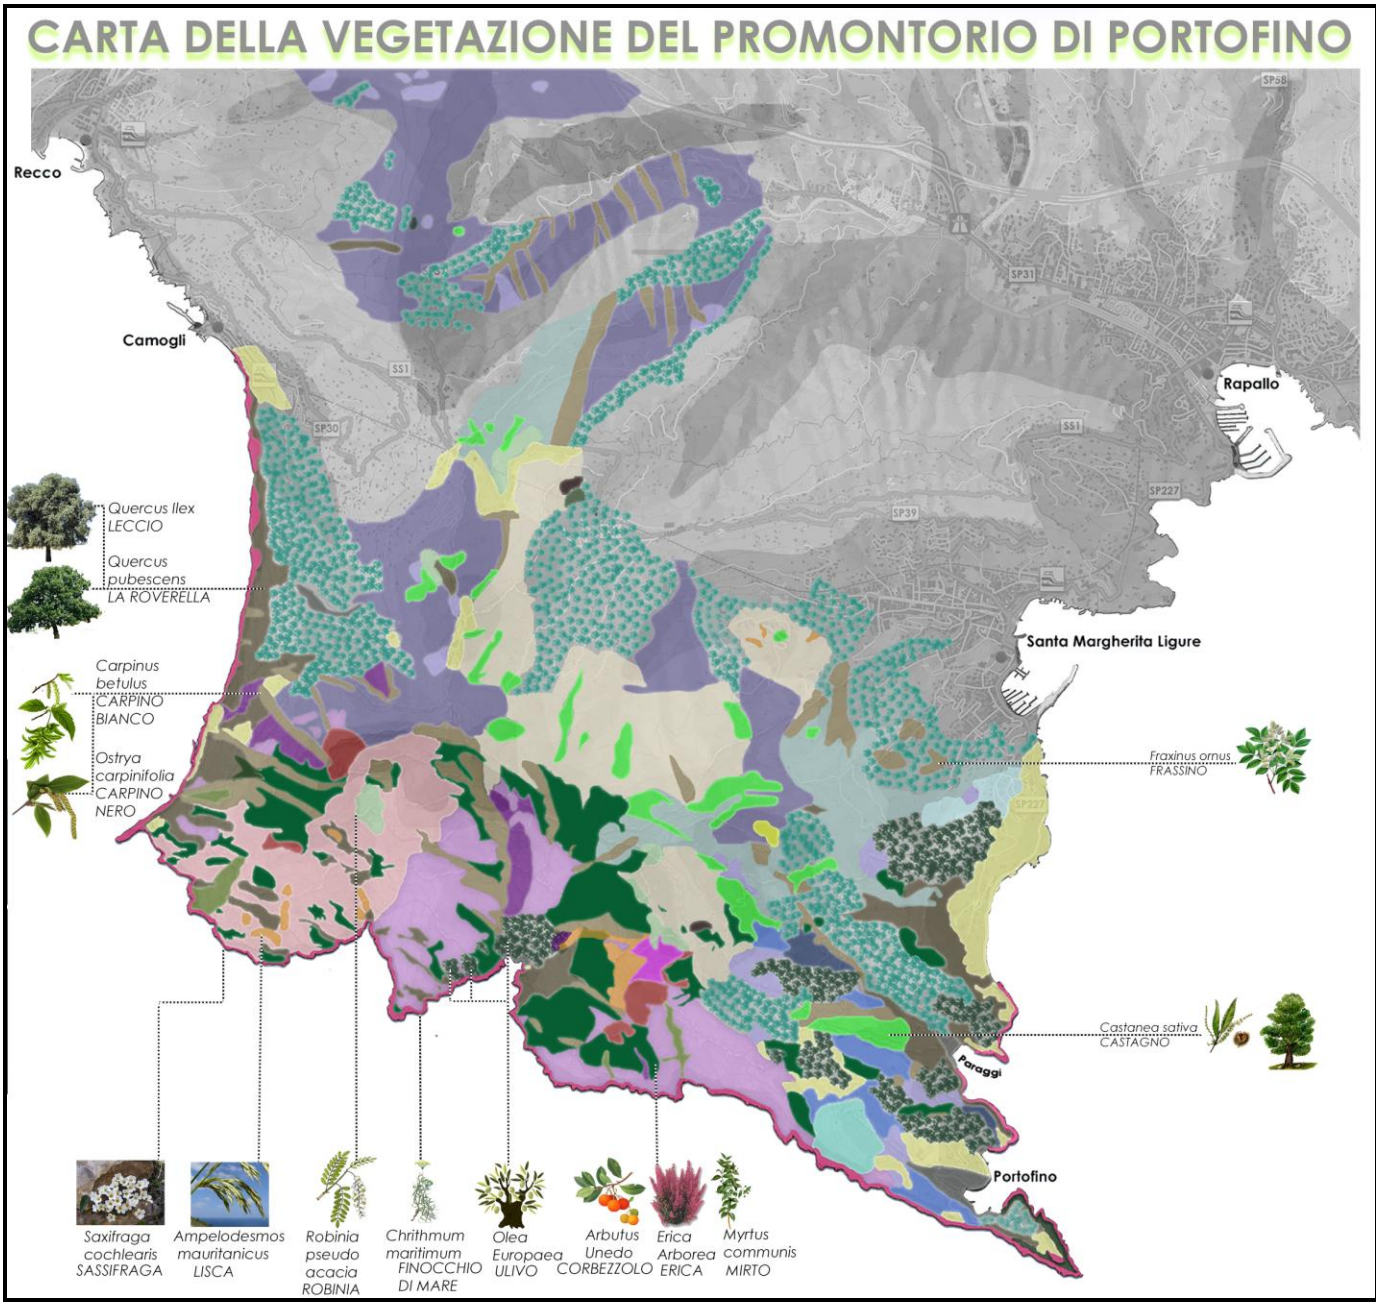 CARTA DELLA VEGETAZIONE DEL PROMONTORIO DI PORTOFINO
SP58
Recco
SP31
Camogli
SS1
Rapallo
SP30
SS1
SP227
SP39
Quercus Ilex
LECCIO
Quercus
pubescens
LA ROVERELLA
Santa Margherita Ligure
Carpinus
betulus
CARPINO
BIANCO
Ostrya
carpinifolia
CARPINO
NERO
Fraxinus ornus
FRASSINO
SP227
Castanea sativa
CASTAGNO
Paraggi
Portofino
Saxifraga
cochlearis
SASSIFRAGA
Ampelodesmos
mauritanicus
LISCA
Robinia
pseudo
acacia
ROBINIA
Chrithmum
maritimum
FINOCCHIO
DI MARE
Olea
Europaea
ULIVO
Arbutus
Unedo
CORBEZZOLO
Erica
Arborea
ERICA
Myrtus
communis
MIRTO